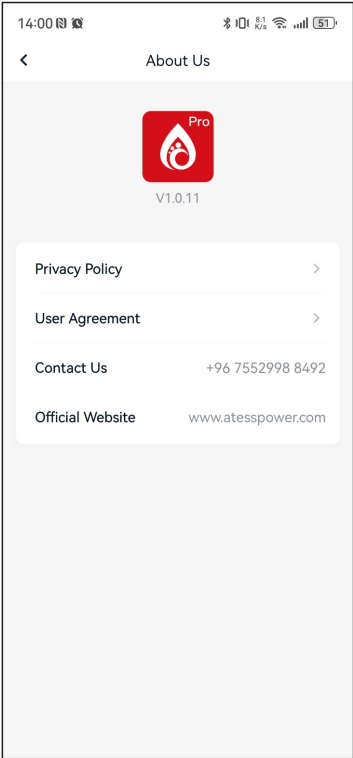 14:00 8.1 K/s 51
About Us
Pro
V1.0.11
Privacy Policy
User Agreement
Contact Us +96 7552998 8492
Official Website www.atesspower.com